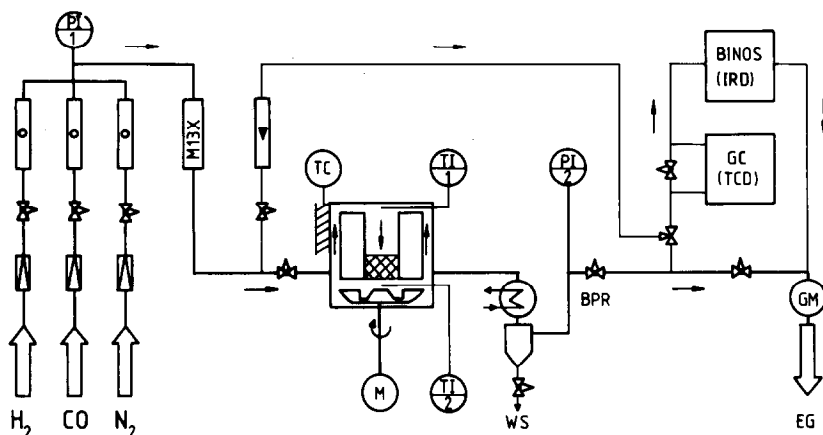 PI
1
BINOS
(IRD)
M13X
GC
(TCD)
TC
TI
1
PI
2
BPR
GM
M
TI
2
WS
EG
H₂ CO N₂